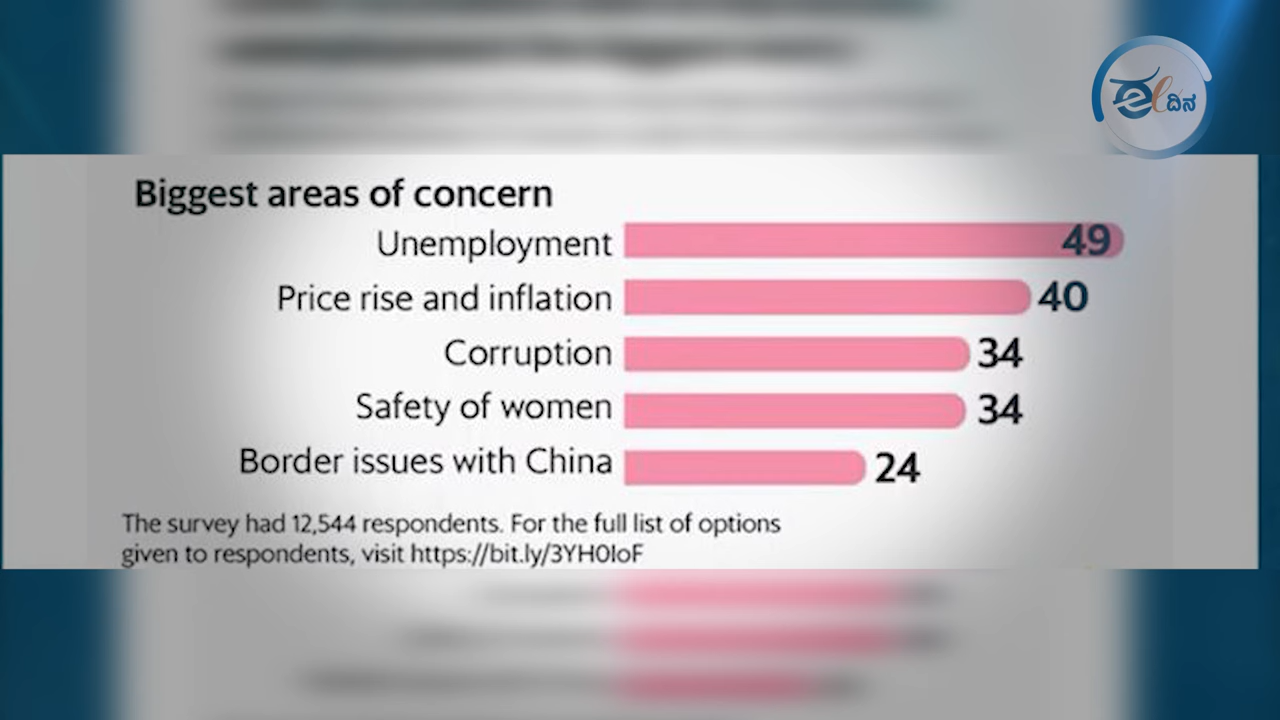 eಲ ದಿನ
Biggest areas of concern
Unemployment 49
Price rise and inflation 40
Corruption 34
Safety of women 34
Border issues with China 24
The survey had 12,544 respondents. For the full list of options
given to respondents, visit https://bit.ly/3YH0IoF